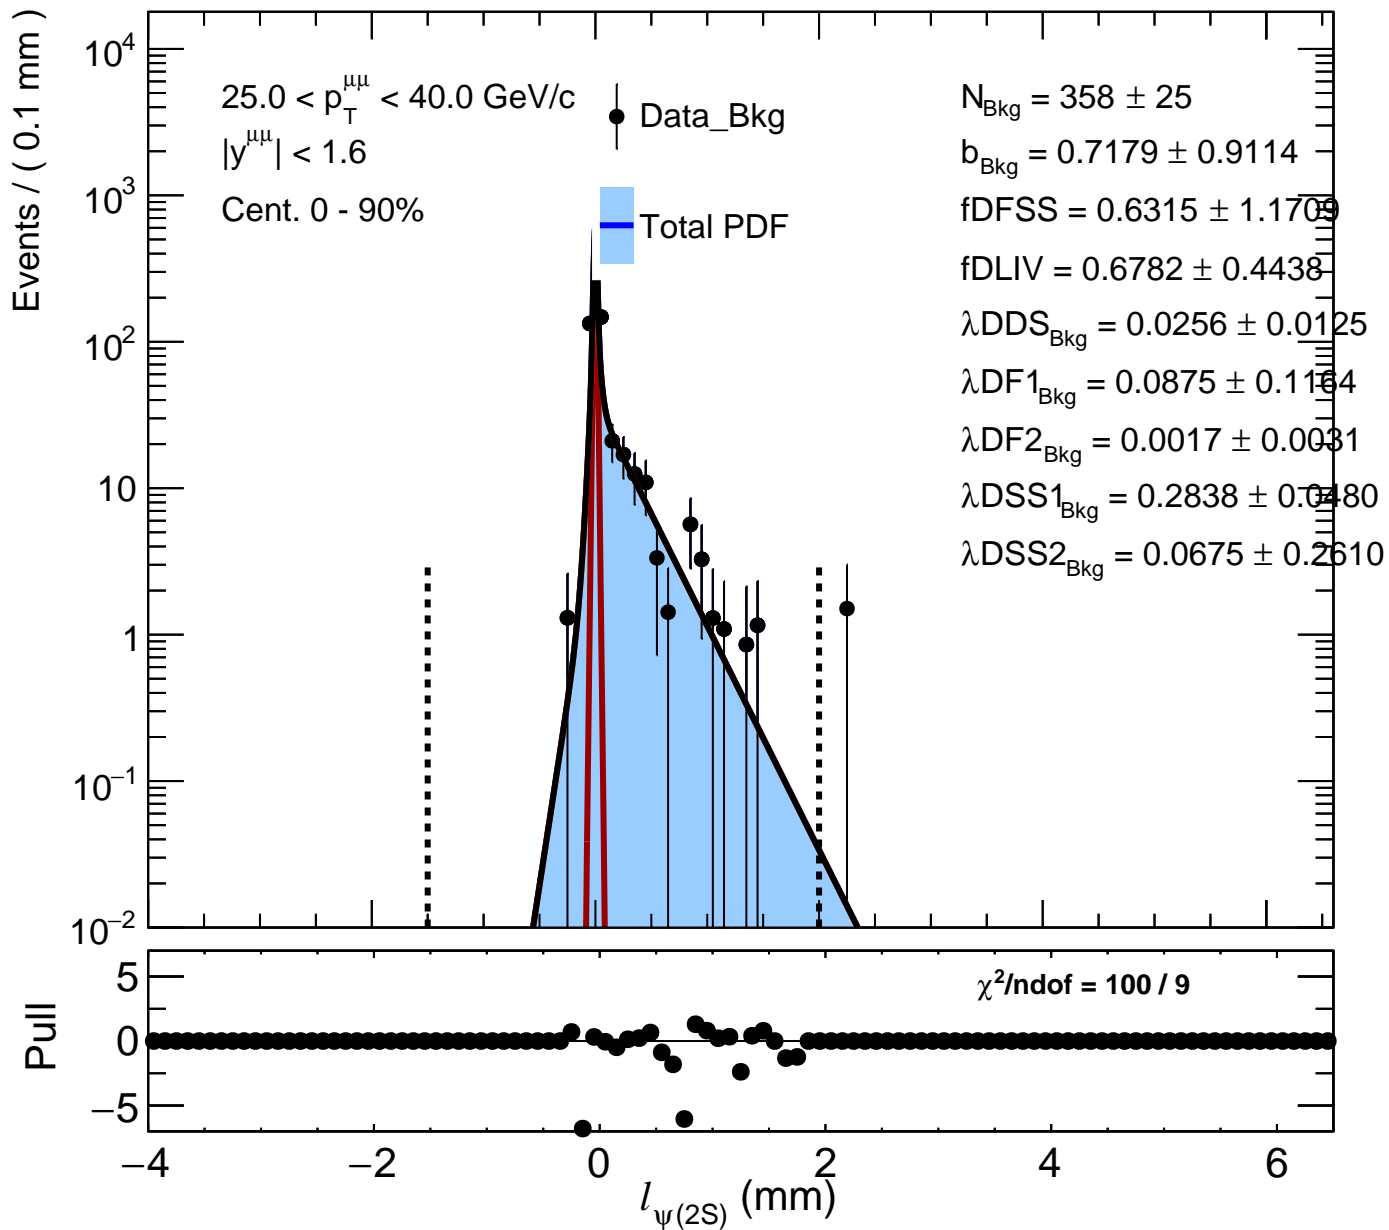 Events / ( 0.1 mm )
10⁴
10³
10²
10
1
10⁻¹
10⁻²
25.0 < p_T^μμ < 40.0 GeV/c
|y^μμ| < 1.6
Cent. 0 - 90%
Data_Bkg
Total PDF
N_Bkg = 358 ± 25
b_Bkg = 0.7179 ± 0.9114
fDFSS = 0.6315 ± 1.1709
fDLIV = 0.6782 ± 0.4438
λDDS_Bkg = 0.0256 ± 0.0125
λDF1_Bkg = 0.0875 ± 0.1164
λDF2_Bkg = 0.0017 ± 0.0031
λDSS1_Bkg = 0.2838 ± 0.0480
λDSS2_Bkg = 0.0675 ± 0.2610
Pull
5
0
−5
χ²/ndof = 100 / 9
−4 −2 0 2 4 6
l_ψ(2S) (mm)